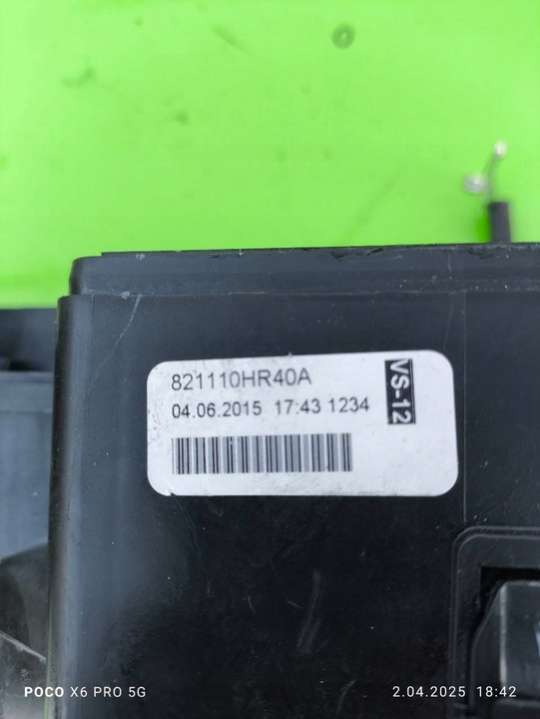 821110HR40A
04.06.2015 17:43 1234
VS-12
POCO X6 PRO 5G
2.04.2025 18:42